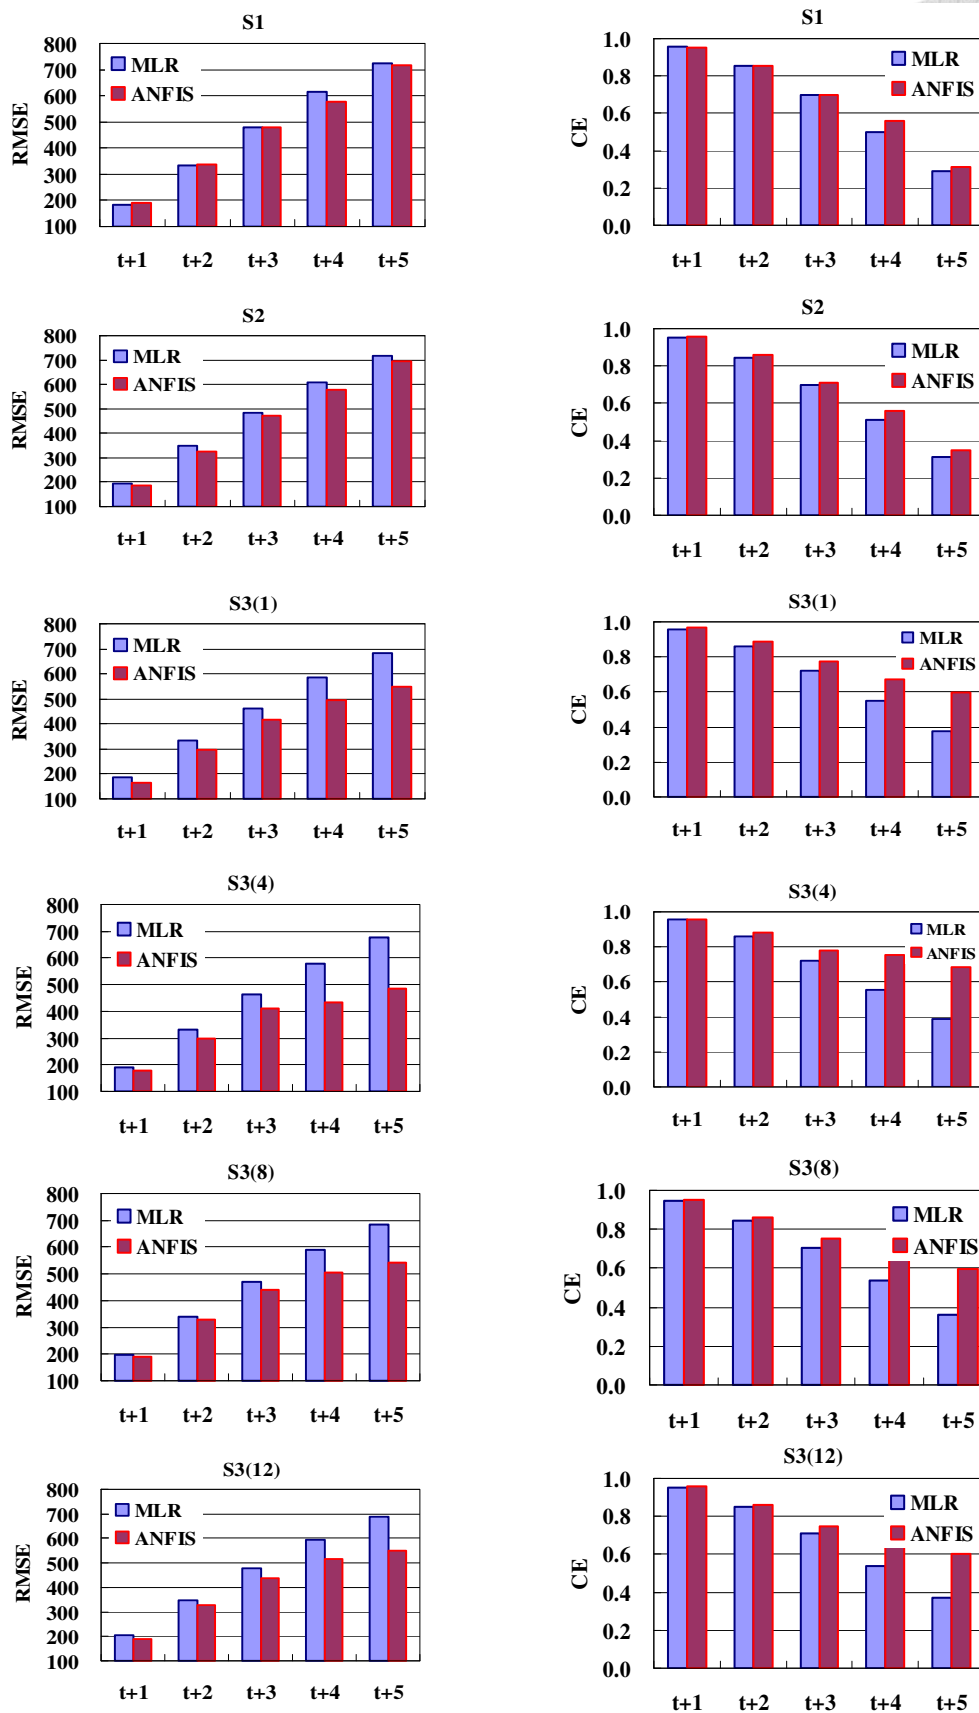 S1
800
700
600
500
400
300
200
100
RMSE
MLR
ANFIS
t+1 t+2 t+3 t+4 t+5
S1
1.0
0.8
0.6
0.4
0.2
0.0
CE
MLR
ANFIS
t+1 t+2 t+3 t+4 t+5
S2
800
700
600
500
400
300
200
100
RMSE
MLR
ANFIS
t+1 t+2 t+3 t+4 t+5
S2
1.0
0.8
0.6
0.4
0.2
0.0
CE
MLR
ANFIS
t+1 t+2 t+3 t+4 t+5
S3(1)
800
700
600
500
400
300
200
100
RMSE
MLR
ANFIS
t+1 t+2 t+3 t+4 t+5
S3(1)
1.0
0.8
0.6
0.4
0.2
0.0
CE
MLR
ANFIS
t+1 t+2 t+3 t+4 t+5
S3(4)
800
700
600
500
400
300
200
100
RMSE
MLR
ANFIS
t+1 t+2 t+3 t+4 t+5
S3(4)
1.0
0.8
0.6
0.4
0.2
0.0
CE
MLR
ANFIS
t+1 t+2 t+3 t+4 t+5
S3(8)
800
700
600
500
400
300
200
100
RMSE
MLR
ANFIS
t+1 t+2 t+3 t+4 t+5
S3(8)
1.0
0.8
0.6
0.4
0.2
0.0
CE
MLR
ANFIS
t+1 t+2 t+3 t+4 t+5
S3(12)
800
700
600
500
400
300
200
100
RMSE
MLR
ANFIS
t+1 t+2 t+3 t+4 t+5
S3(12)
1.0
0.8
0.6
0.4
0.2
0.0
CE
MLR
ANFIS
t+1 t+2 t+3 t+4 t+5